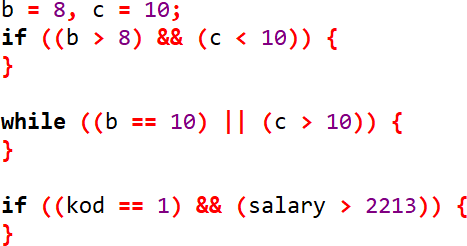 b = 8, c = 10;
if ((b > 8) && (c < 10)) {
}
while ((b == 10) || (c > 10)) {
}
if ((kod == 1) && (salary > 2213)) {
}